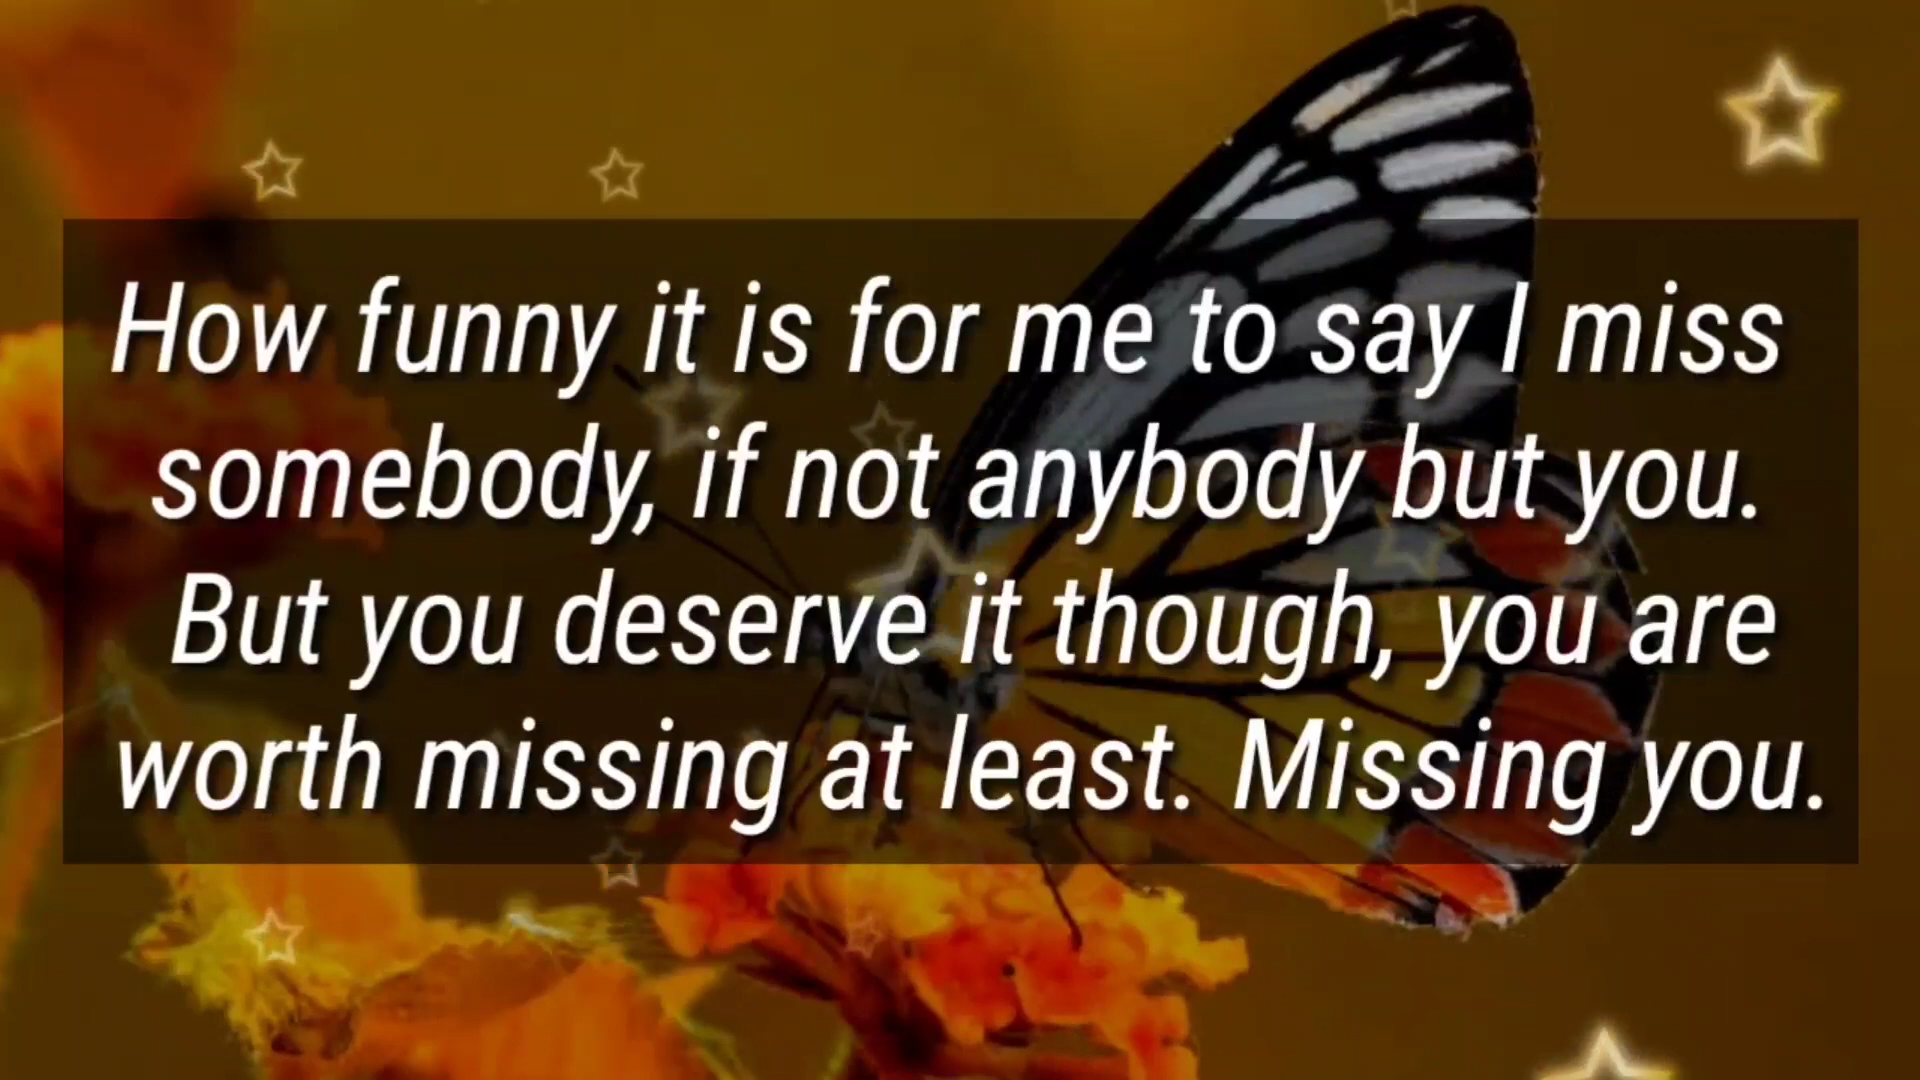 How funny it is for me to say I miss
somebody, if not anybody but you.
But you deserve it though, you are
worth missing at least. Missing you.